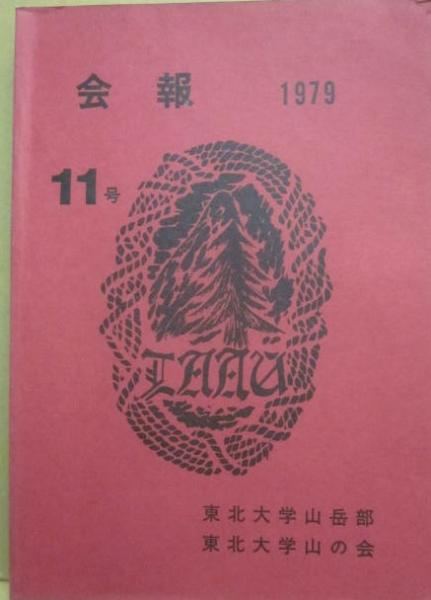 会報 1979
11号
TAAU
東北大学山岳部
東北大学山の会